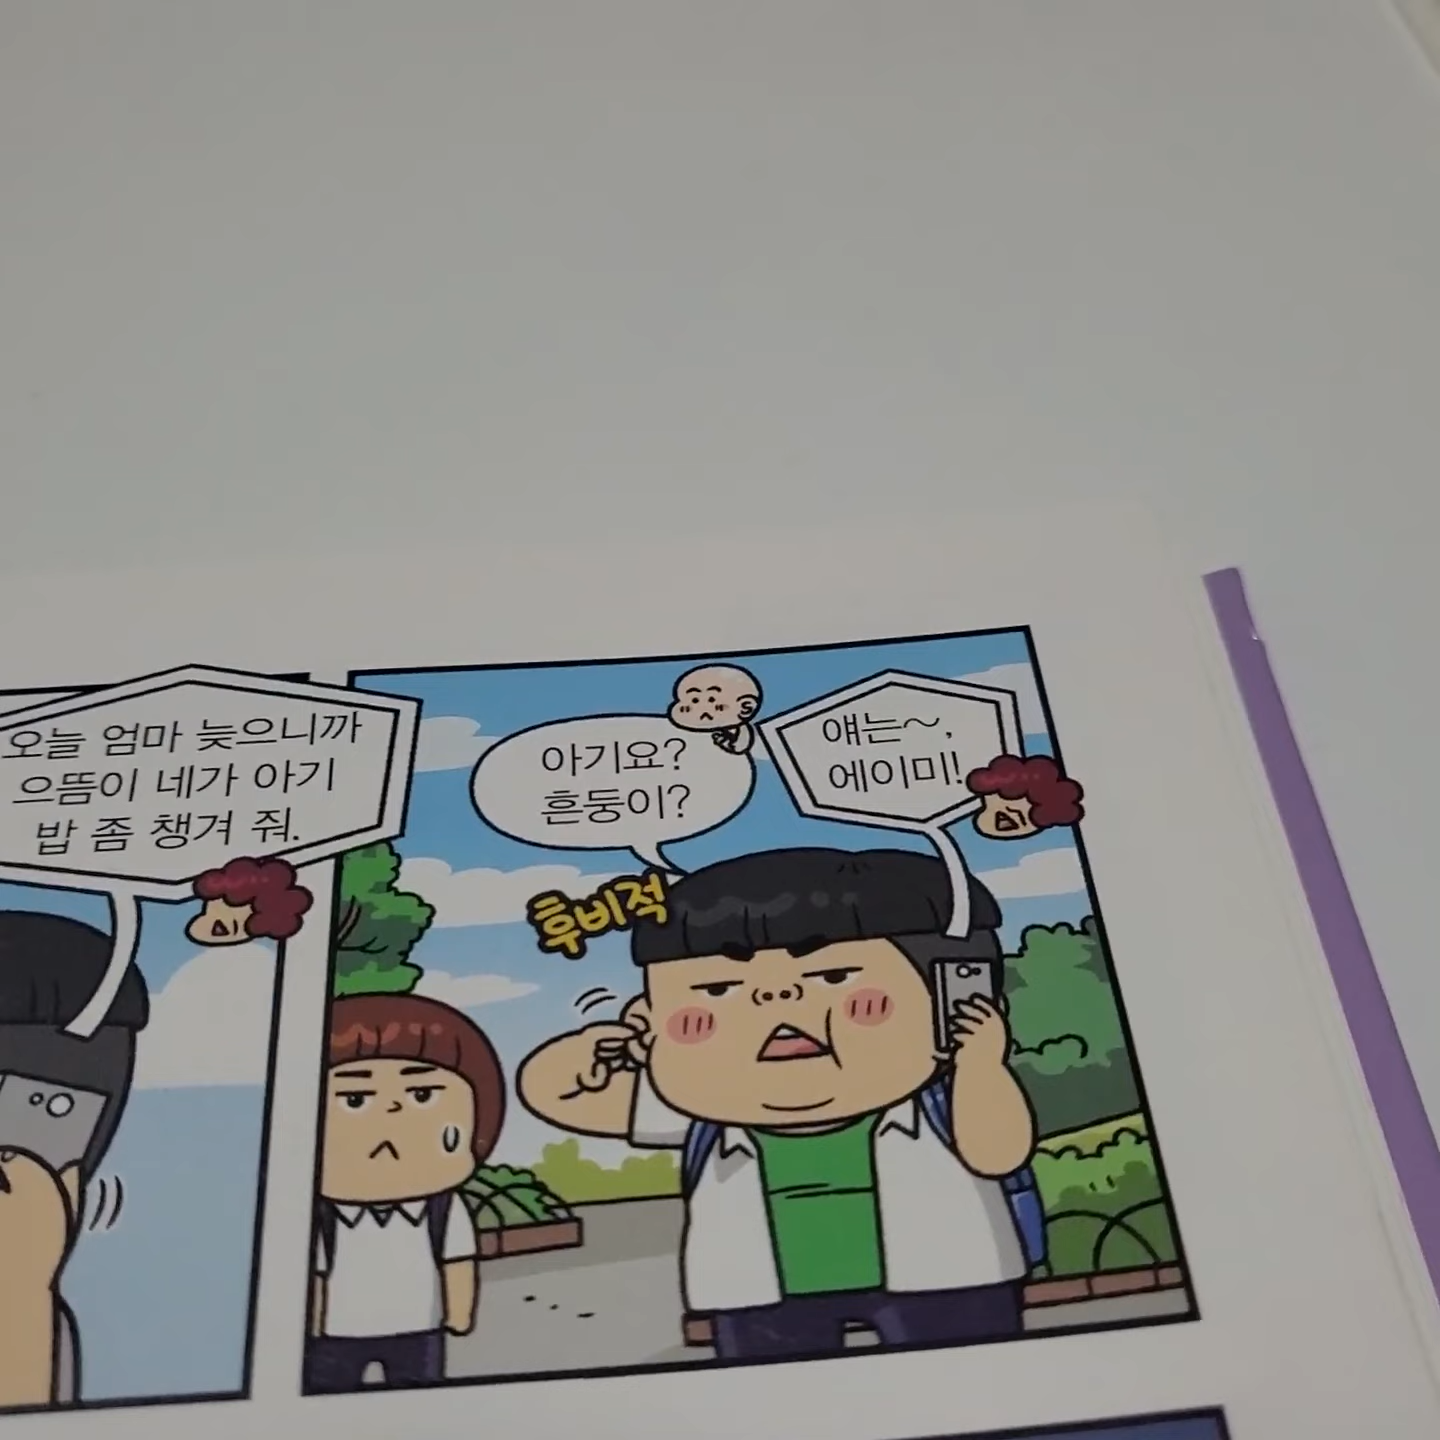 오늘 엄마 늦으니까
으뜸이 네가 아기
밥 좀 챙겨 줘.
아기요?
흔둥이?
얘는~,
에이미!
후비적